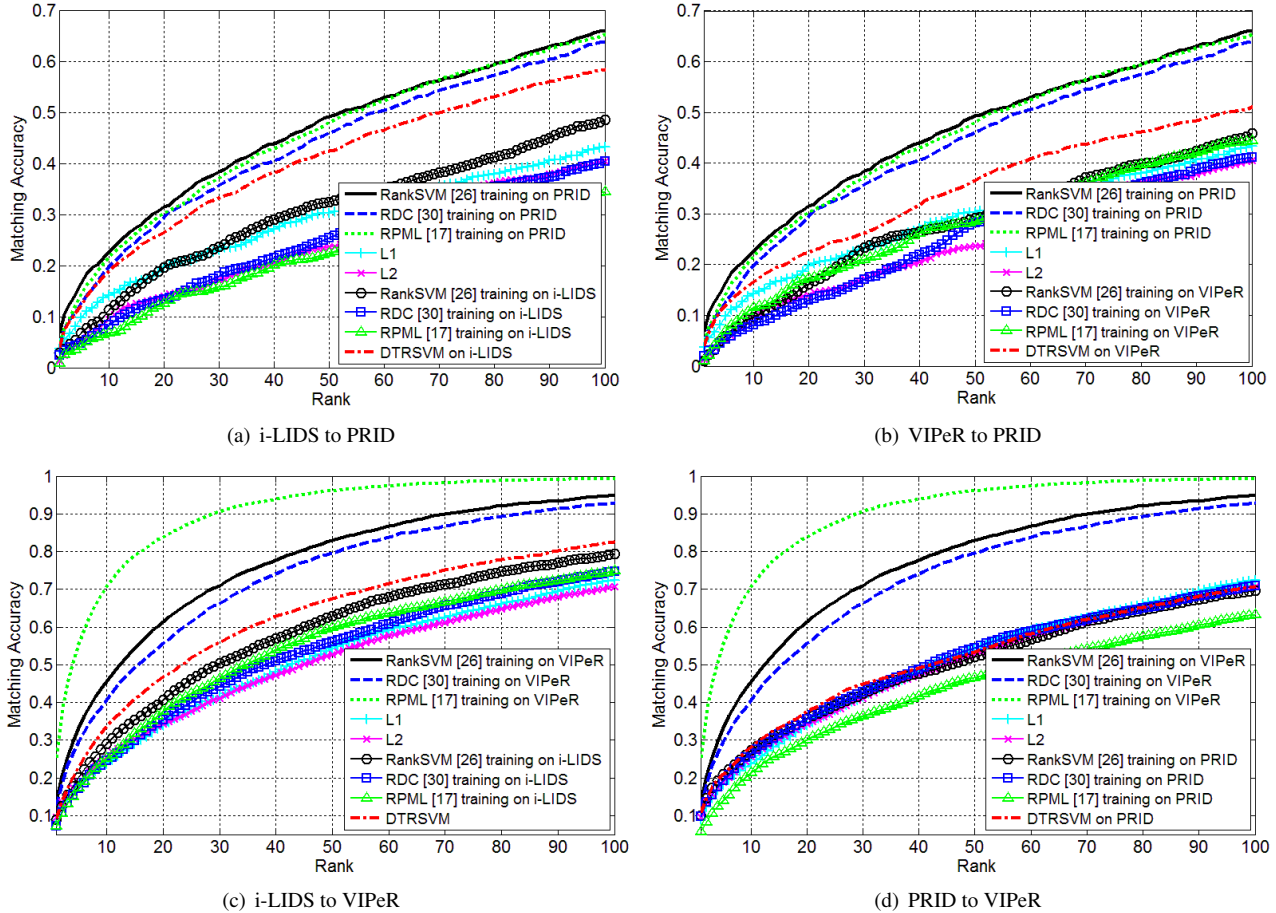 0.7
0.6
0.5
0.4
0.3
0.2
0.1
0
Matching Accuracy
10 20 30 40 50 60 70 80 90 100
Rank
RankSVM [26] training on PRID
RDC [30] training on PRID
RPML [17] training on PRID
L1
L2
RankSVM [26] training on i-LIDS
RDC [30] training on i-LIDS
RPML [17] training on i-LIDS
DTRSVM on i-LIDS
(a) i-LIDS to PRID
0.7
0.6
0.5
0.4
0.3
0.2
0.1
0
Matching Accuracy
10 20 30 40 50 60 70 80 90 100
Rank
RankSVM [26] training on PRID
RDC [30] training on PRID
RPML [17] training on PRID
L1
L2
RankSVM [26] training on VIPeR
RDC [30] training on VIPeR
RPML [17] training on VIPeR
DTRSVM on VIPeR
(b) VIPeR to PRID
1
0.9
0.8
0.7
0.6
0.5
0.4
0.3
0.2
0.1
Matching Accuracy
10 20 30 40 50 60 70 80 90 100
Rank
RankSVM [26] training on VIPeR
RDC [30] training on VIPeR
RPML [17] training on VIPeR
L1
L2
RankSVM [26] training on i-LIDS
RDC [30] training on i-LIDS
RPML [17] training on i-LIDS
DTRSVM
(c) i-LIDS to VIPeR
1
0.9
0.8
0.7
0.6
0.5
0.4
0.3
0.2
0.1
Matching Accuracy
10 20 30 40 50 60 70 80 90 100
Rank
RankSVM [26] training on VIPeR
RDC [30] training on VIPeR
RPML [17] training on VIPeR
L1
L2
RankSVM [26] training on PRID
RDC [30] training on PRID
RPML [17] training on PRID
DTRSVM on PRID
(d) PRID to VIPeR